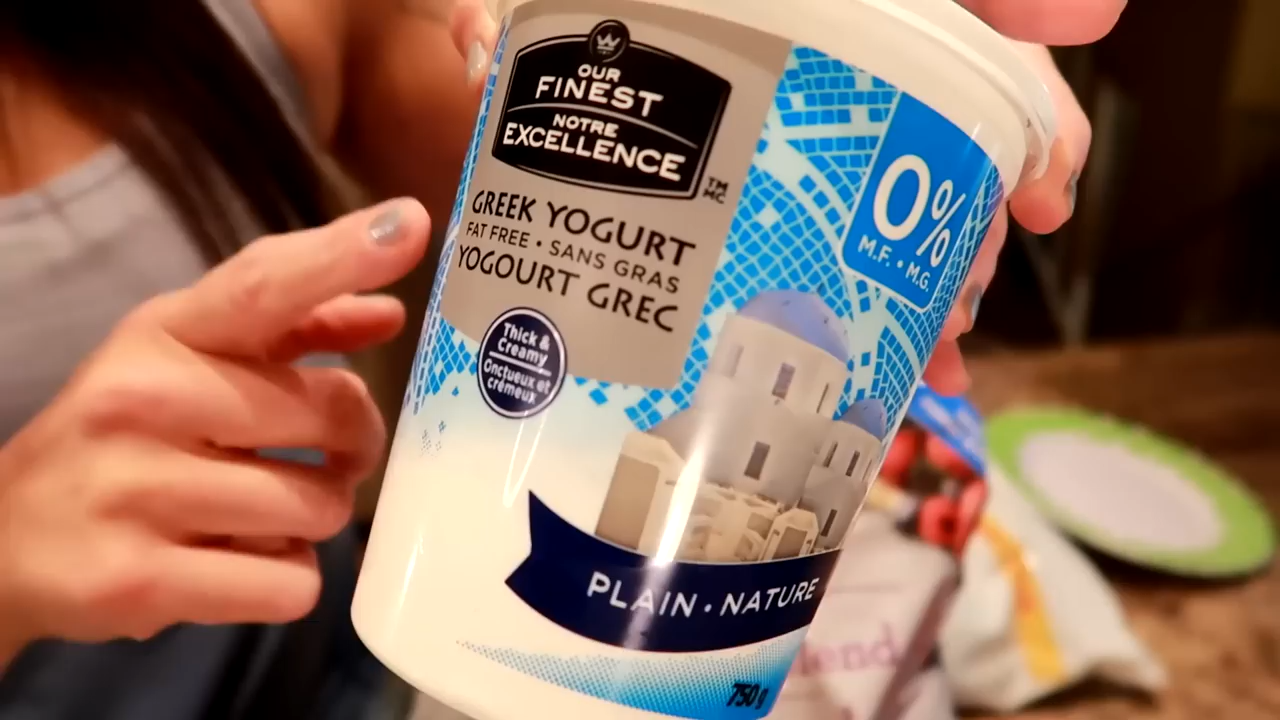 OUR
FINEST
NOTRE
EXCELLENCE
TM
MC
GREEK YOGURT
FAT FREE • SANS GRAS
YOGOURT GREC
0%
M.F. • M.G.
Thick &
Creamy
Onctueux et
crémeux
PLAIN • NATURE
750 g
lend